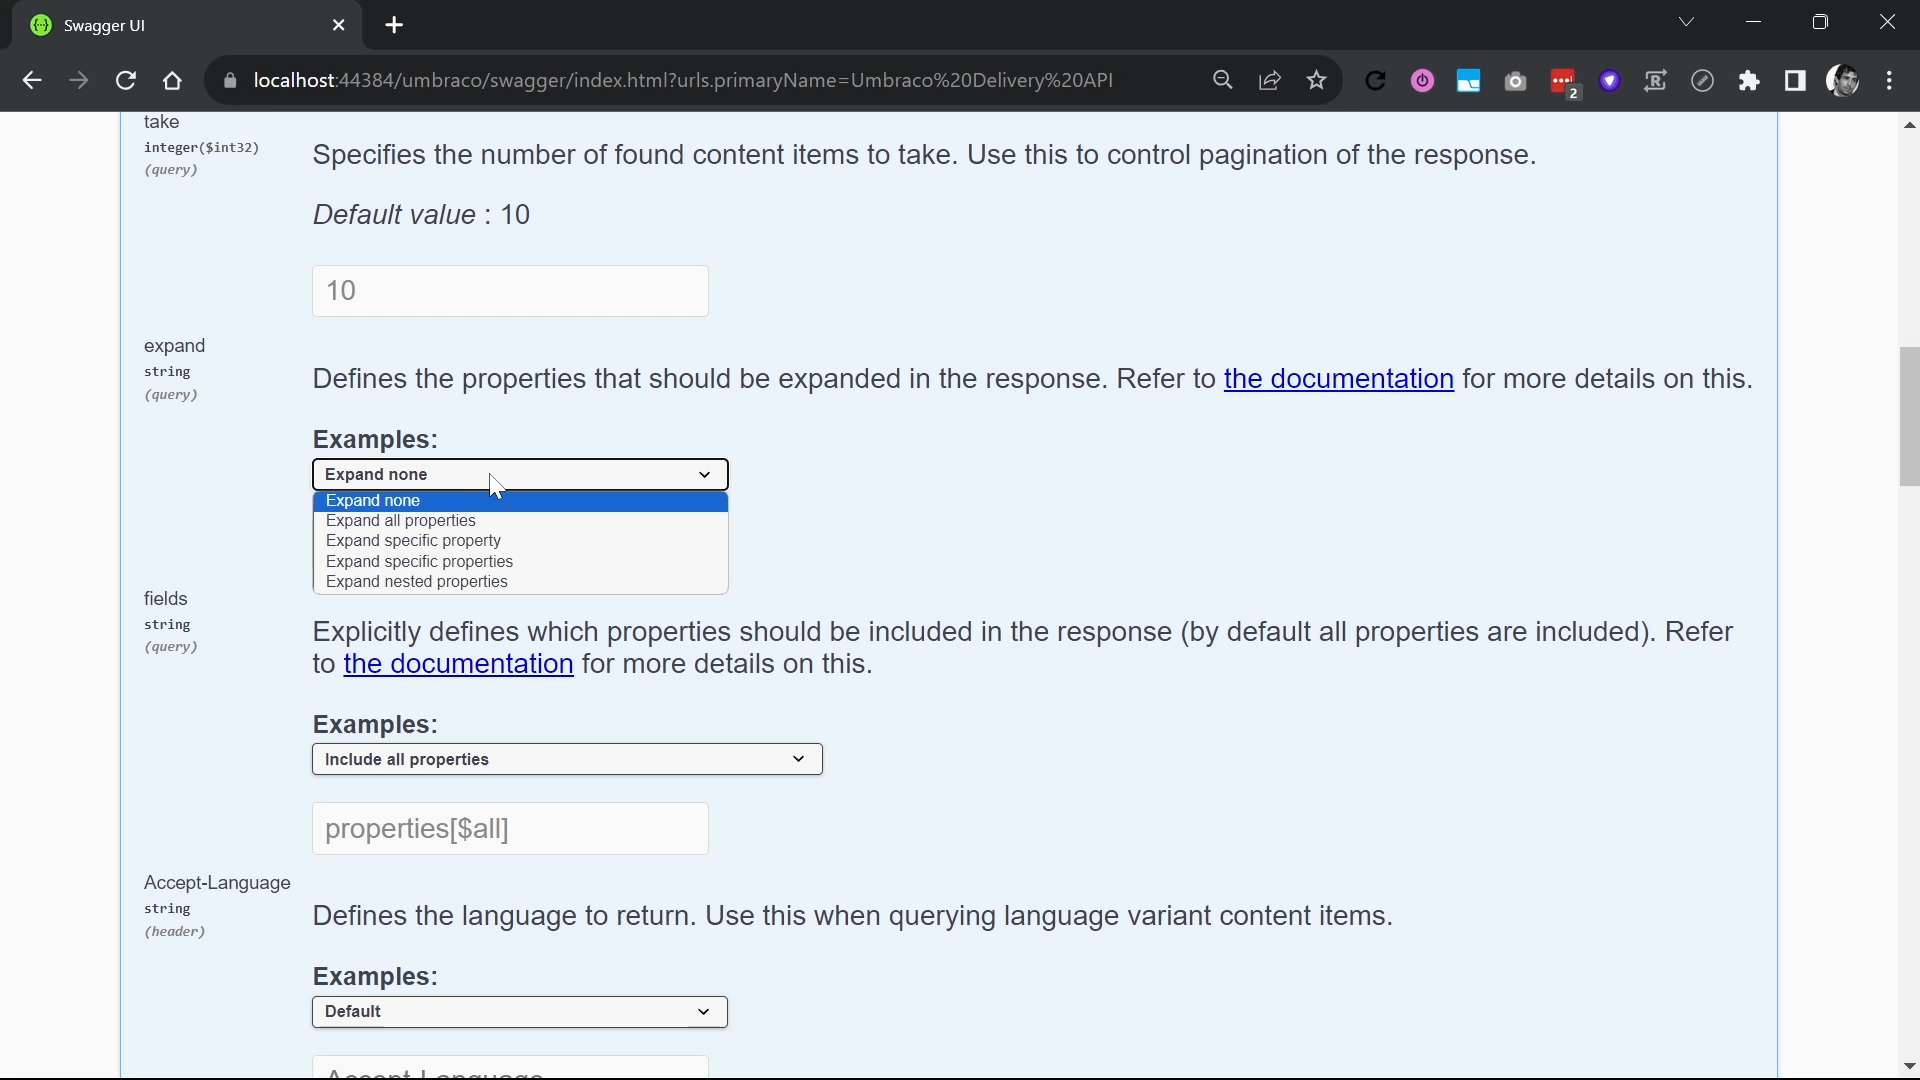 Swagger UI
localhost:44384/umbraco/swagger/index.html?urls.primaryName=Umbraco%20Delivery%20API
2
take
integer($int32)
(query)
Specifies the number of found content items to take. Use this to control pagination of the response.
Default value : 10
10
expand
string
(query)
Defines the properties that should be expanded in the response. Refer to the documentation for more details on this.
Examples:
Expand none
Expand none
Expand all properties
Expand specific property
Expand specific properties
Expand nested properties
fields
string
(query)
Explicitly defines which properties should be included in the response (by default all properties are included). Refer
to the documentation for more details on this.
Examples:
Include all properties
properties[$all]
Accept-Language
string
(header)
Defines the language to return. Use this when querying language variant content items.
Examples:
Default
Accept-Language